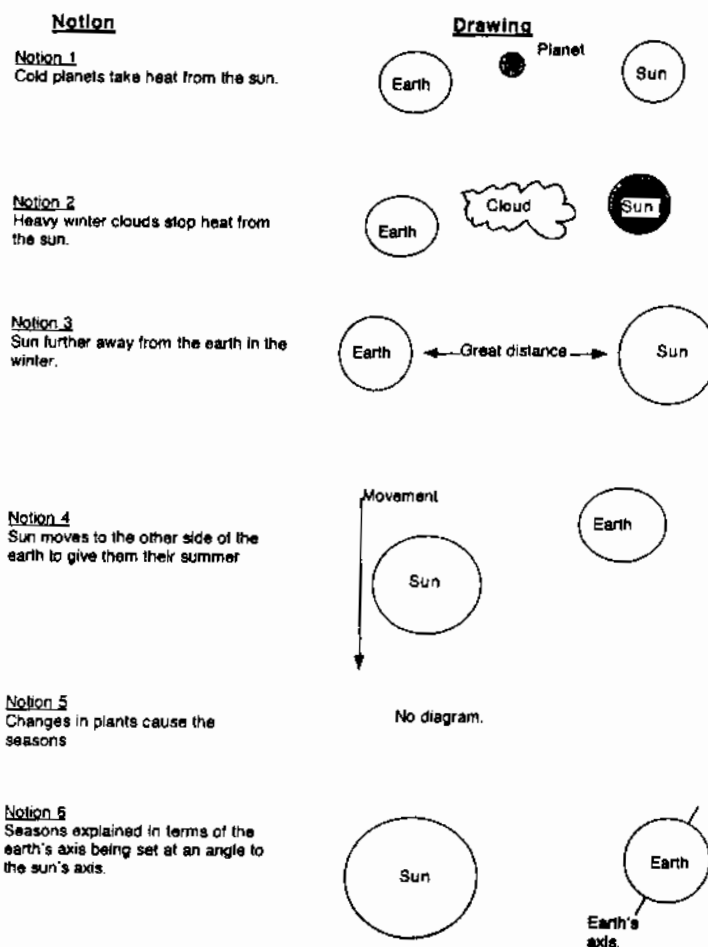 Notion
Drawing
Notion 1
Cold planets take heat from the sun.
Earth
Planet
Sun
Notion 2
Heavy winter clouds stop heat from
the sun.
Earth
Cloud
Sun
Notion 3
Sun further away from the earth in the
winter.
Earth
Great distance
Sun
Notion 4
Sun moves to the other side of the
earth to give them their summer
Movement
Sun
Earth
Notion 5
Changes in plants cause the
seasons
No diagram.
Notion 6
Seasons explained in terms of the
earth's axis being set at an angle to
the sun's axis.
Sun
Earth
Earth's
axis.